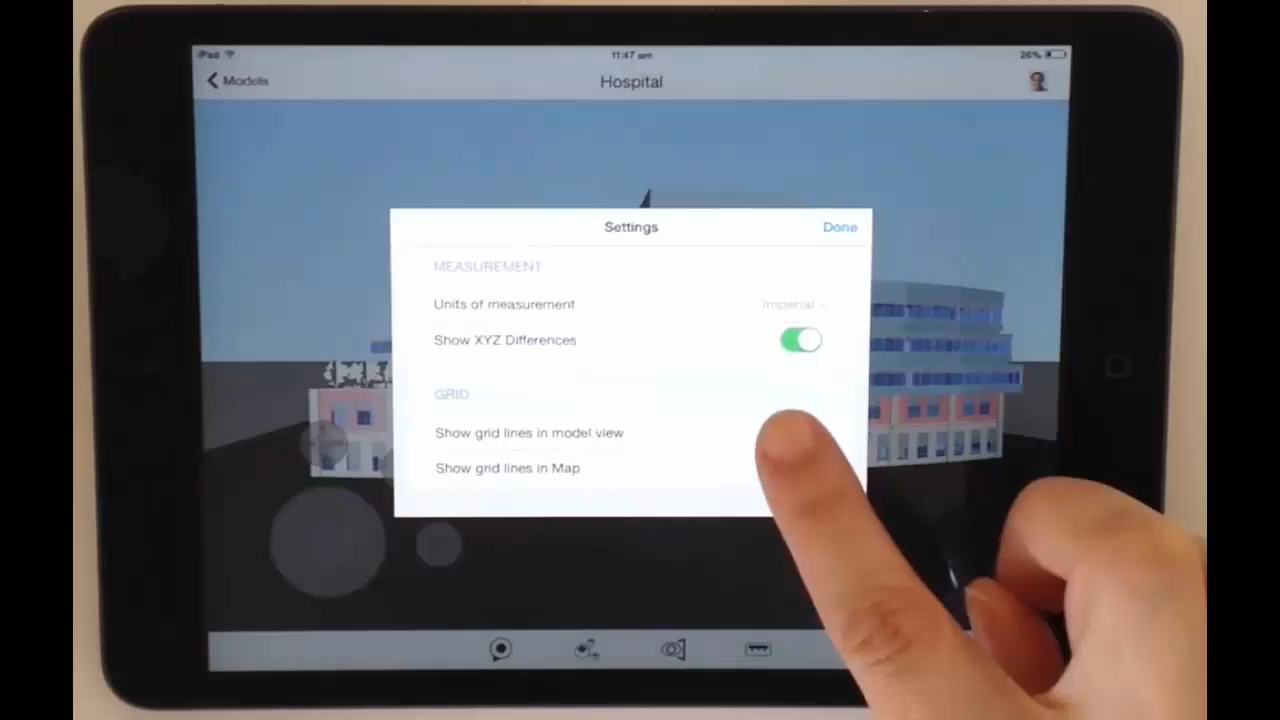 iPad
11:47 am
26%
Models
Hospital
Settings
Done
MEASUREMENT
Units of measurement
Imperial
Show XYZ Differences
GRID
Show grid lines in model view
Show grid lines in Map